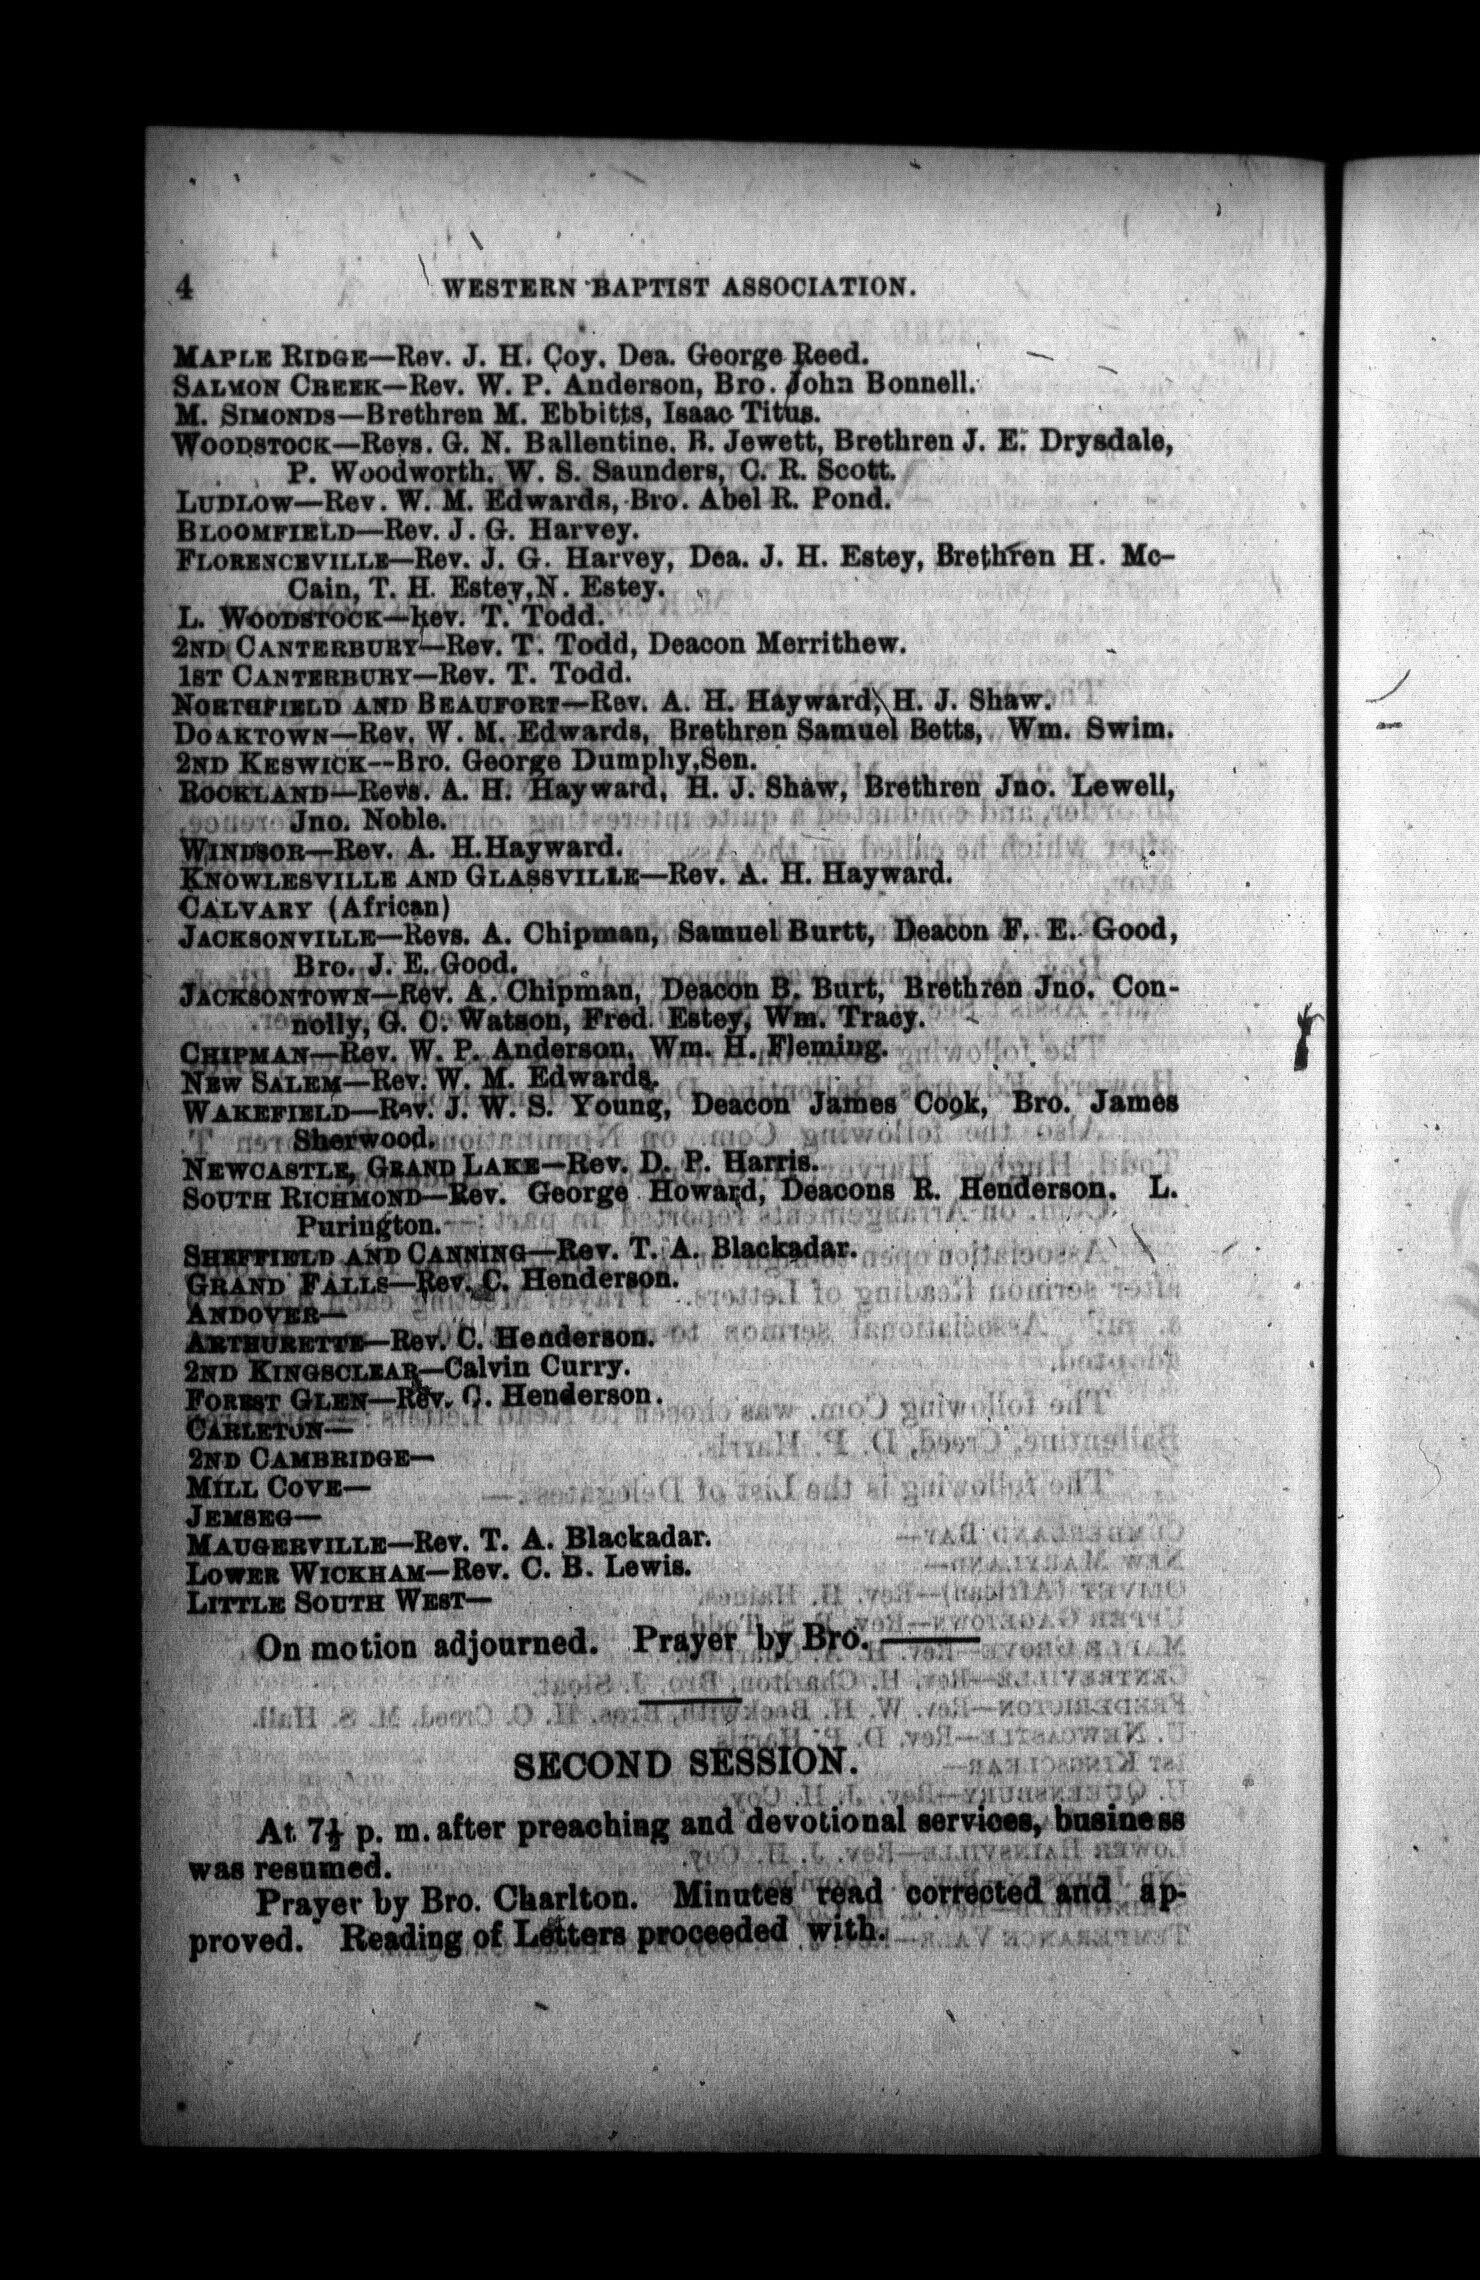 4 WESTERN BAPTIST ASSOCIATION.
MAPLE RIDGE—Rev. J. H. Coy, Dea. George Reed.
SALMON CREEK—Rev. W. P. Anderson, Bro. John Bonnell.
M. SIMONDS—Brethren M. Ebbitts, Isaac Titus.
WOODSTOCK—Revs. G. N. Ballentine, B. Jewett, Brethren J. E. Drysdale,
P. Woodworth, W. S. Saunders, C. R. Scott.
LUDLOW—Rev. W. M. Edwards, Bro. Abel R. Pond.
BLOOMFIELD—Rev. J. G. Harvey.
FLORENCEVILLE—Rev. J. G. Harvey, Dea. J. H. Estey, Brethren H. Mc-
Cain, T. H. Estey, N. Estey.
L. WOODSTOCK—Rev. T. Todd.
2ND CANTERBURY—Rev. T. Todd, Deacon Merrithew.
1ST CANTERBURY—Rev. T. Todd.
NORTHFIELD AND BEAUFORT—Rev. A. H. Hayward, H. J. Shaw.
DOAKTOWN—Rev. W. M. Edwards, Brethren Samuel Betts, Wm. Swim.
2ND KESWICK--Bro. George Dumphy, Sen.
ROCKLAND—Revs. A. H. Hayward, H. J. Shaw, Brethren Jno. Lewell,
Jno. Noble.
WINDSOR—Rev. A. H. Hayward.
KNOWLESVILLE AND GLASSVILLE—Rev. A. H. Hayward.
CALVARY (African)
JACKSONVILLE—Revs. A. Chipman, Samuel Burtt, Deacon F. E. Good,
Bro. J. E. Good.
JACKSONTOWN—Rev. A. Chipman, Deacon B. Burt, Brethren Jno. Con-
nolly, G. C. Watson, Fred. Estey, Wm. Tracy.
CHIPMAN—Rev. W. P. Anderson, Wm. H. Fleming.
NEW SALEM—Rev. W. M. Edwards.
WAKEFIELD—Rev. J. W. S. Young, Deacon James Cook, Bro. James
Sherwood.
NEWCASTLE, GRAND LAKE—Rev. D. P. Harris.
SOUTH RICHMOND—Rev. George Howard, Deacons R. Henderson, L.
Purington.
SHEFFIELD AND CANNING—Rev. T. A. Blackadar.
GRAND FALLS—Rev. C. Henderson.
ANDOVER—
ARTHURETTE—Rev. C. Henderson.
2ND KINGSCLEAR—Calvin Curry.
FOREST GLEN—Rev. C. Henderson.
CARLETON—
2ND CAMBRIDGE—
MILL COVE—
JEMSEG—
MAUGERVILLE—Rev. T. A. Blackadar.
LOWER WICKHAM—Rev. C. B. Lewis.
LITTLE SOUTH WEST—
On motion adjourned. Prayer by Bro. ———
SECOND SESSION.
At 7½ p. m. after preaching and devotional services, business
was resumed.
Prayer by Bro. Charlton. Minutes read corrected and ap-
proved. Reading of Letters proceeded with.